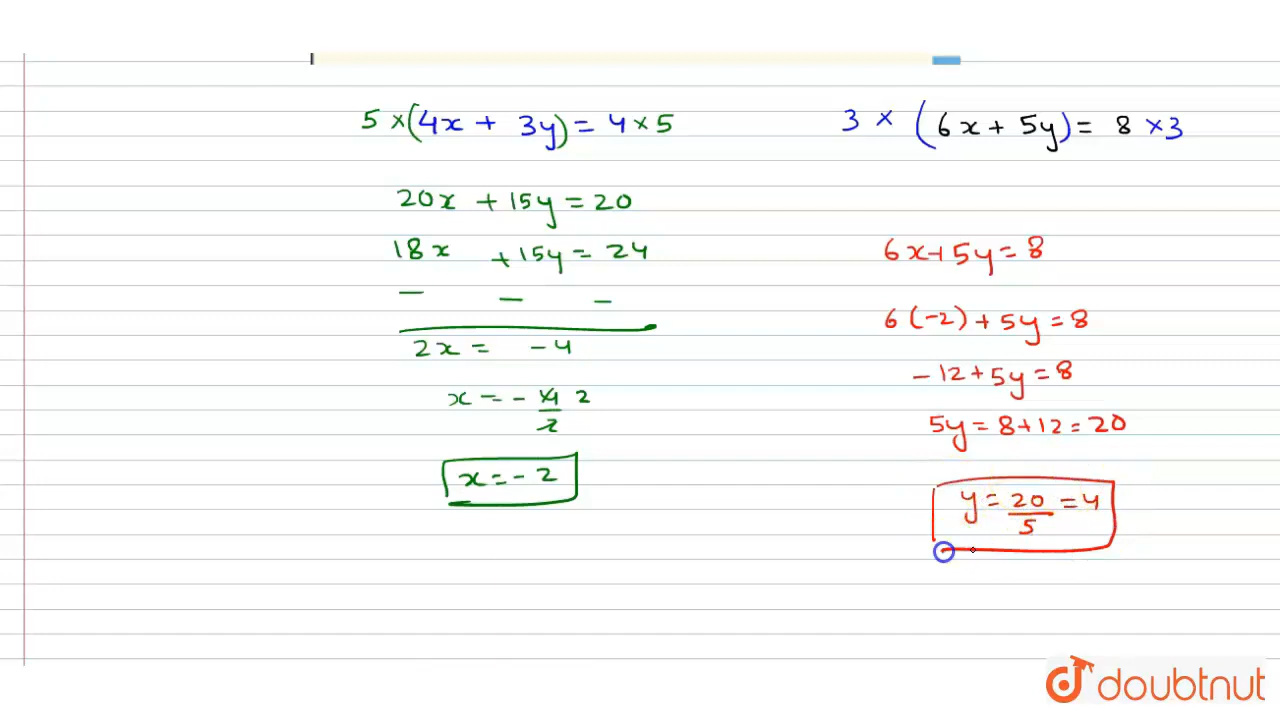 5 × (4x + 3y) = 4 × 5
20x + 15y = 20
18x + 15y = 24
— — —
2x = - 4
x = - 4/2 2
x = - 2
3 × (6x + 5y) = 8 × 3
6x + 5y = 8
6(-2) + 5y = 8
- 12 + 5y = 8
5y = 8 + 12 = 20
y = 20/5 = 4
doubtnut